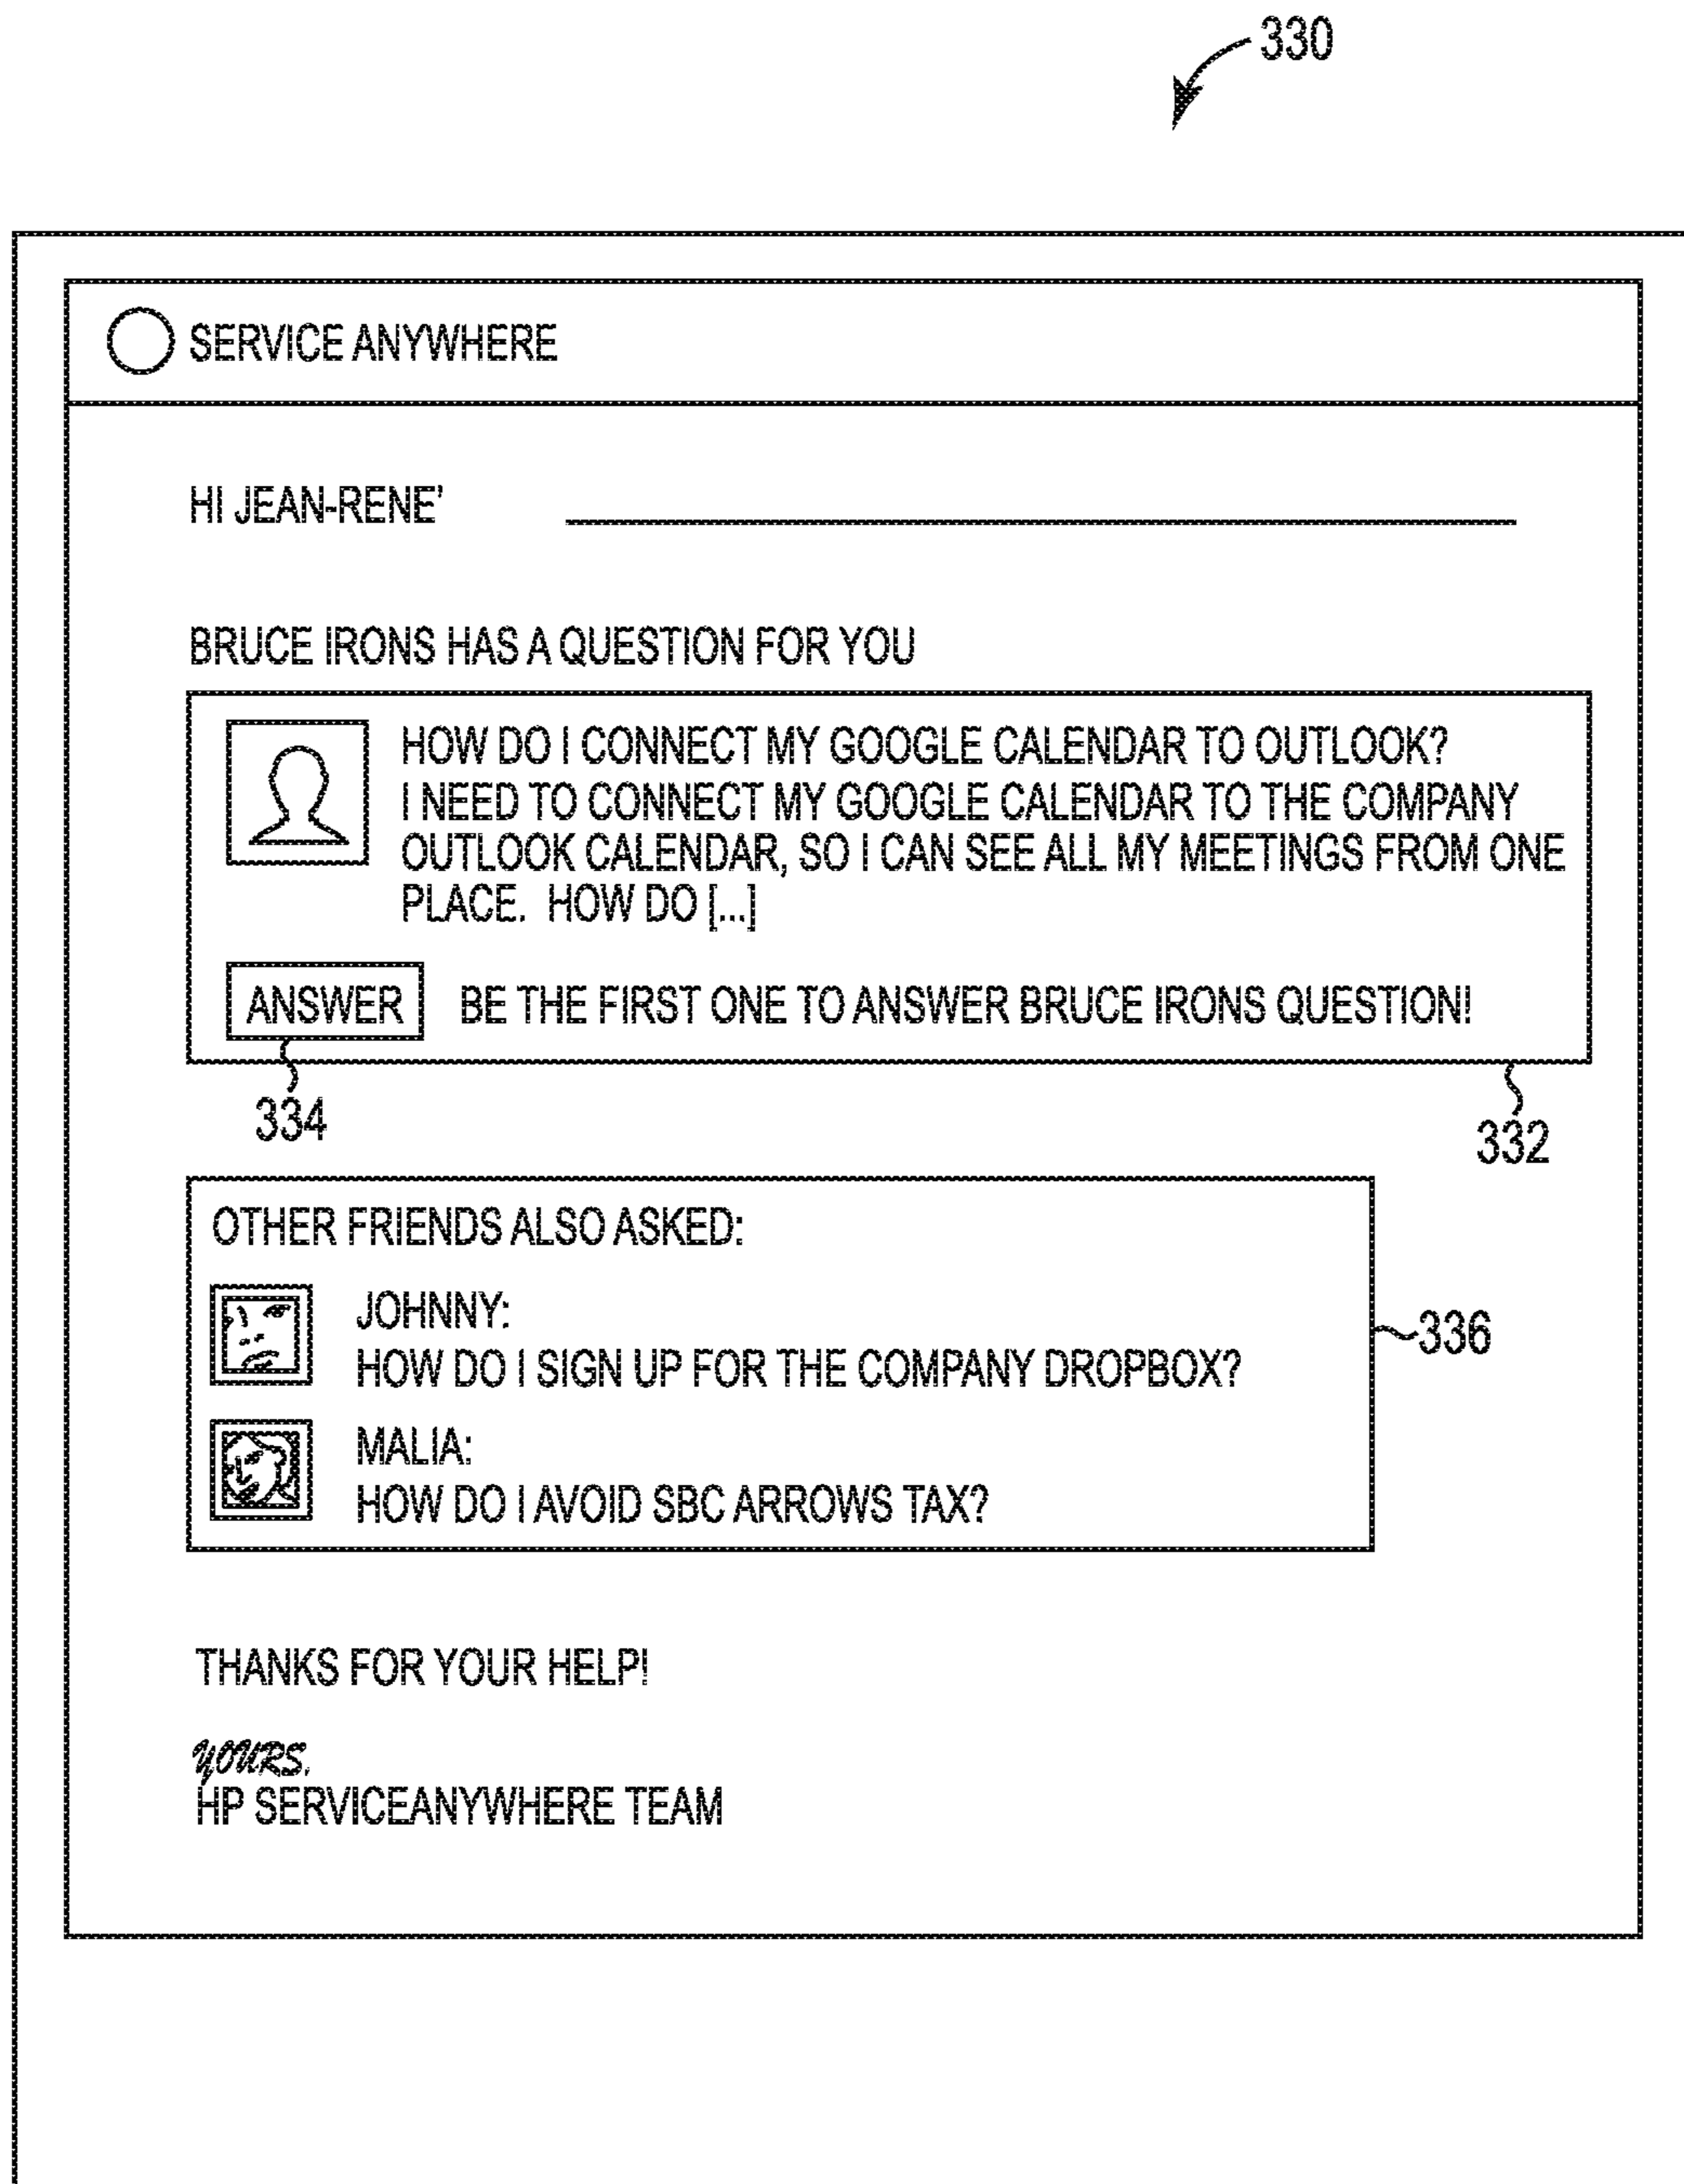 330
SERVICE ANYWHERE
HI JEAN-RENE'
BRUCE IRONS HAS A QUESTION FOR YOU
HOW DO I CONNECT MY GOOGLE CALENDAR TO OUTLOOK?
I NEED TO CONNECT MY GOOGLE CALENDAR TO THE COMPANY
OUTLOOK CALENDAR, SO I CAN SEE ALL MY MEETINGS FROM ONE
PLACE. HOW DO [...]
ANSWER BE THE FIRST ONE TO ANSWER BRUCE IRONS QUESTION!
334
332
OTHER FRIENDS ALSO ASKED:
JOHNNY:
336
HOW DO I SIGN UP FOR THE COMPANY DROPBOX?
MALIA:
HOW DO I AVOID SBC ARROWS TAX?
THANKS FOR YOUR HELP!
YOURS,
HP SERVICEANYWHERE TEAM